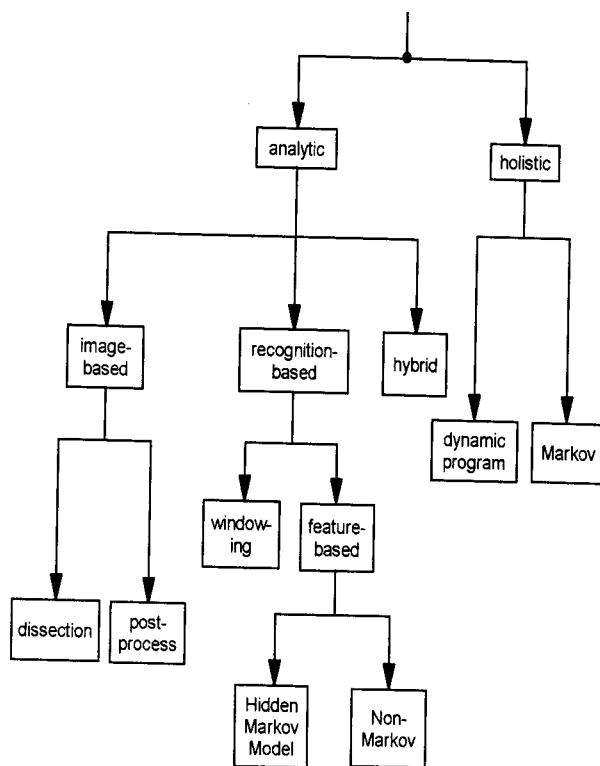 analytic
holistic
image-
based
recognition-
based
hybrid
dynamic
program
Markov
window-
ing
feature-
based
dissection
post-
process
Hidden
Markov
Model
Non-
Markov